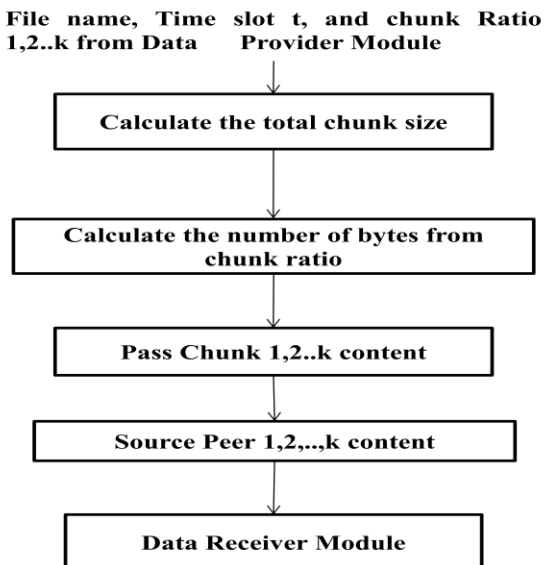 File name, Time slot t, and chunk Ratio
1,2..k from Data Provider Module
Calculate the total chunk size
Calculate the number of bytes from
chunk ratio
Pass Chunk 1,2..k content
Source Peer 1,2,..,k content
Data Receiver Module